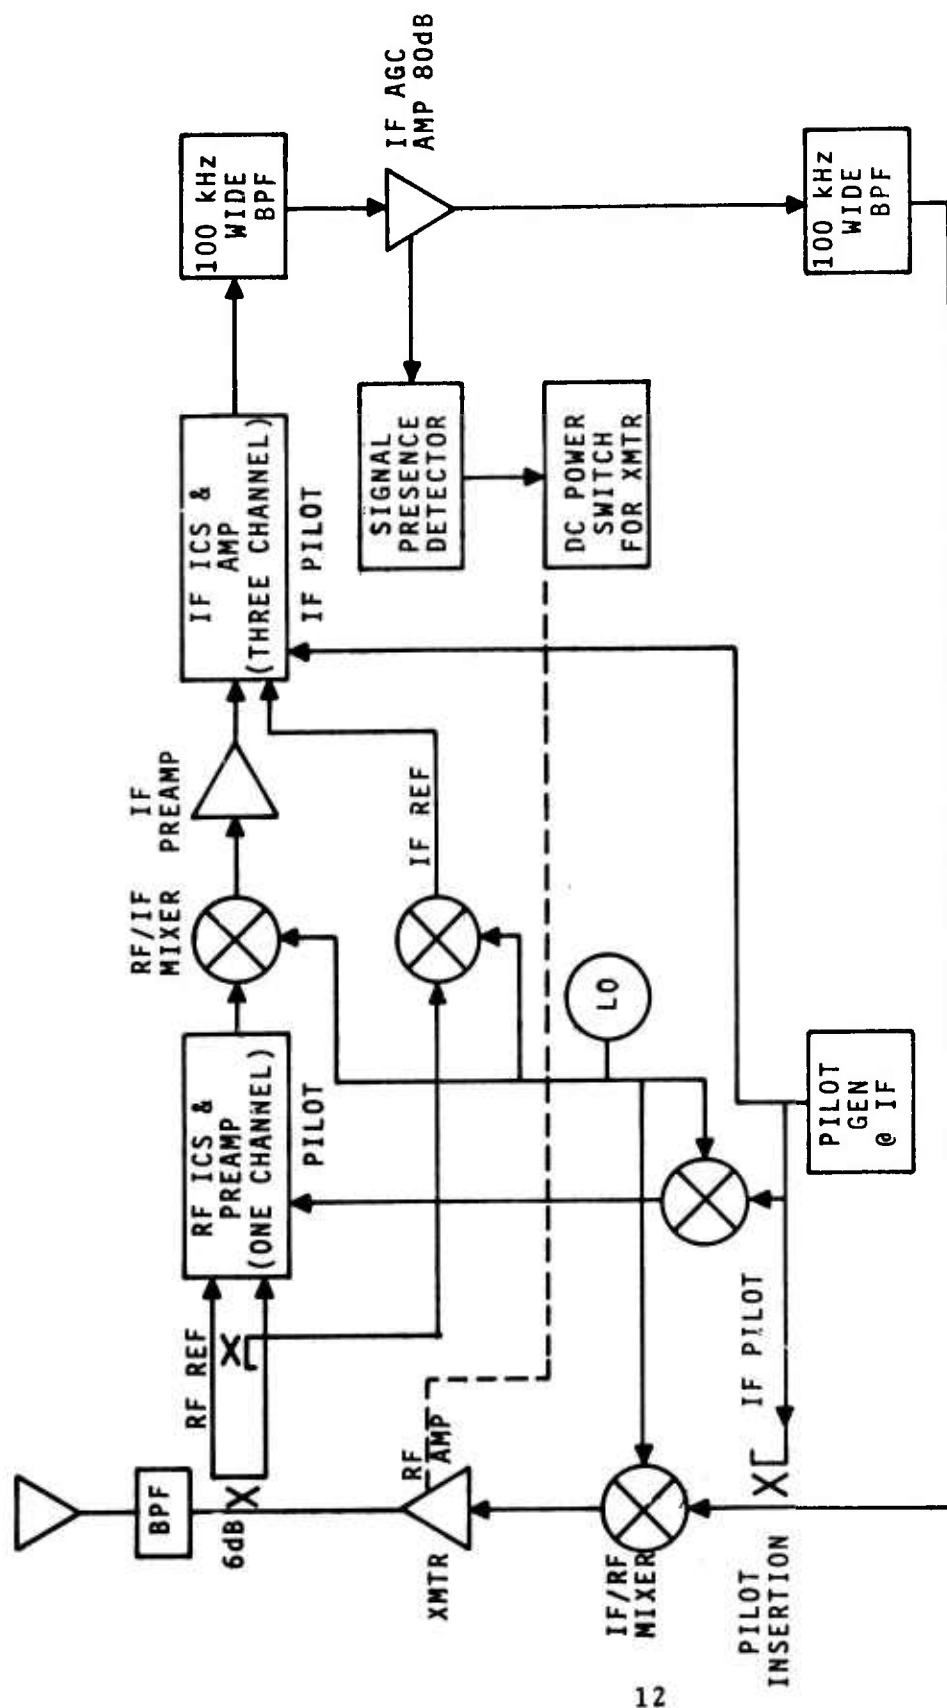 BPF
6dB
RF REF
RF ICS &
PREAMP
(ONE CHANNEL)
PILOT
RF/IF
MIXER
IF
PREAMP
IF ICS &
AMP
(THREE CHANNEL)
IF PILOT
100 kHz
WIDE
BPF
IF AGC
AMP 80dB
IF REF
SIGNAL
PRESENCE
DETECTOR
DC POWER
SWITCH
FOR XMTR
XMTR
RF
AMP
LO
IF/RF
MIXER
PILOT
INSERTION
IF PILOT
PILOT
GEN
@ IF
100 kHz
WIDE
BPF
12